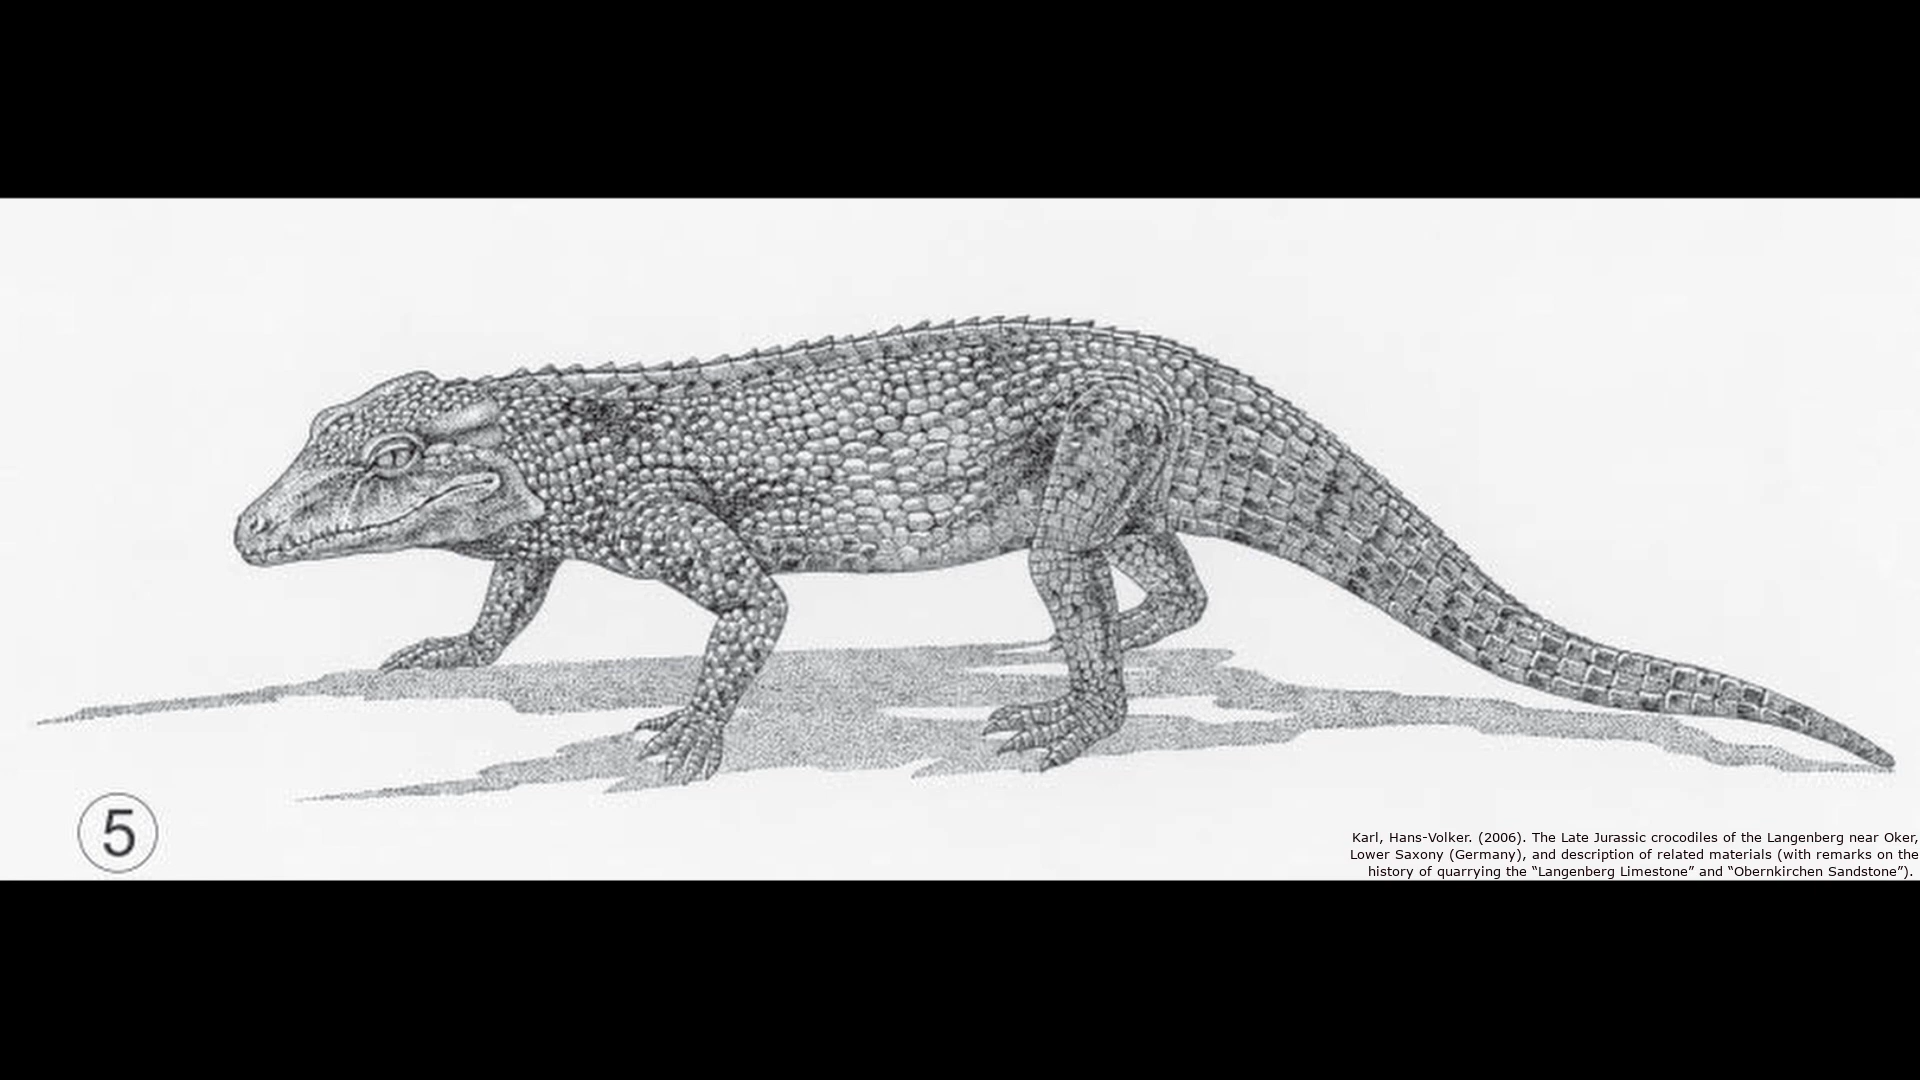 5
Karl, Hans-Volker. (2006). The Late Jurassic crocodiles of the Langenberg near Oker,
Lower Saxony (Germany), and description of related materials (with remarks on the
history of quarrying the “Langenberg Limestone” and “Obernkirchen Sandstone”).